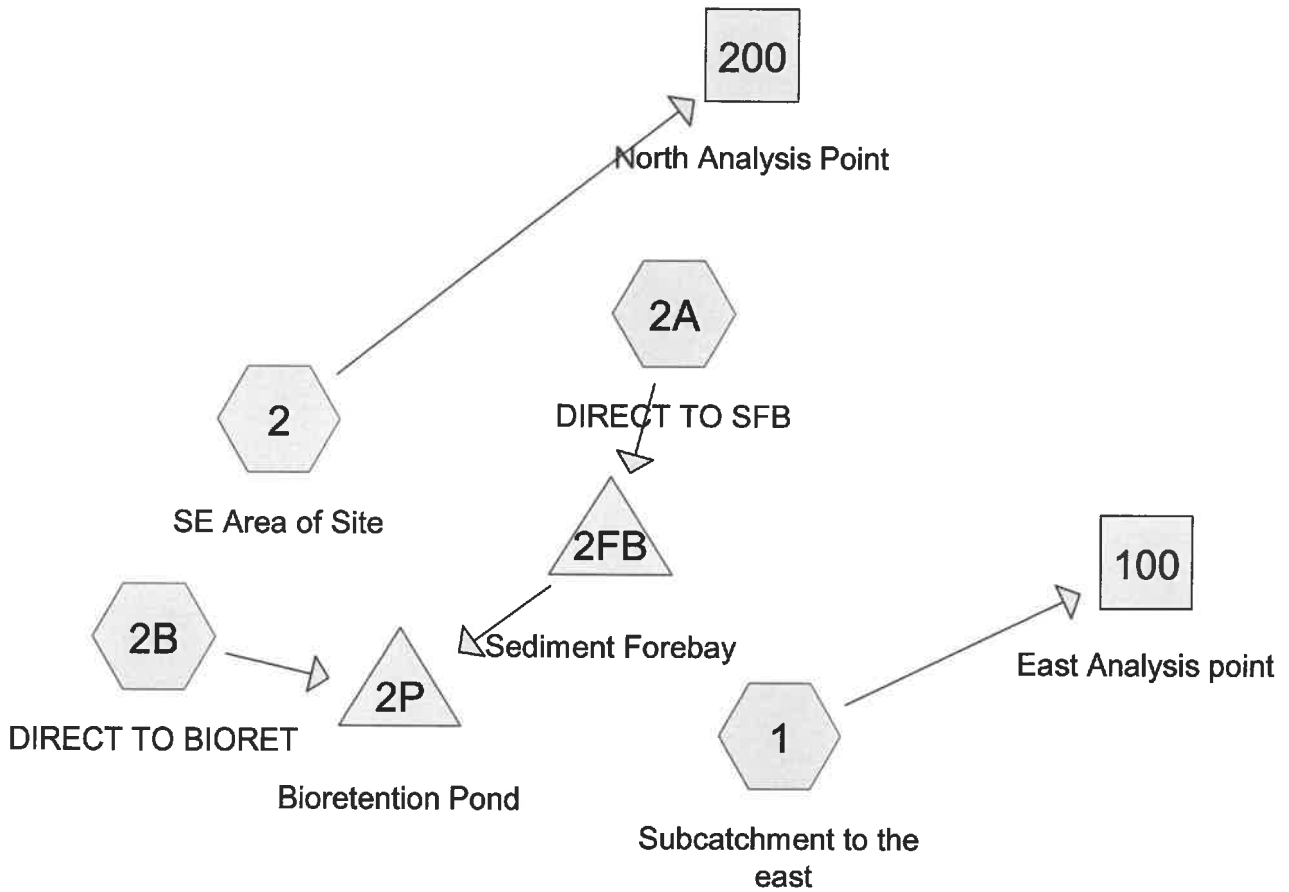 200
North Analysis Point
2A
DIRECT TO SFB
2
SE Area of Site
2FB
Sediment Forebay
100
East Analysis point
2B
DIRECT TO BIORET
2P
Bioretention Pond
1
Subcatchment to the
east